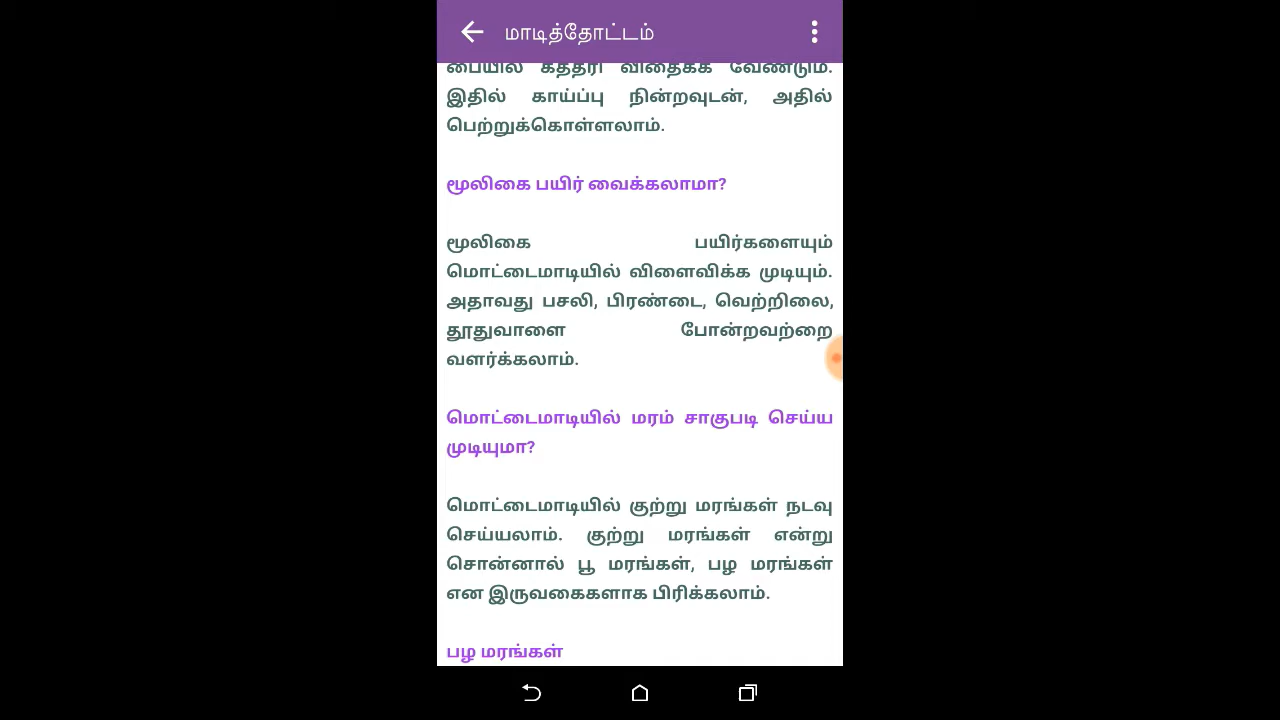 மாடித்தோட்டம்
பையில் கத்தரி விதைக்க வேண்டும்.
இதில் காய்ப்பு நின்றவுடன், அதில்
பெற்றுக்கொள்ளலாம்.
மூலிகை பயிர் வைக்கலாமா?
மூலிகை பயிர்களையும்
மொட்டைமாடியில் விளைவிக்க முடியும்.
அதாவது பசலி, பிரண்டை, வெற்றிலை,
தூதுவாளை போன்றவற்றை
வளர்க்கலாம்.
மொட்டைமாடியில் மரம் சாகுபடி செய்ய
முடியுமா?
மொட்டைமாடியில் குற்று மரங்கள் நடவு
செய்யலாம். குற்று மரங்கள் என்று
சொன்னால் பூ மரங்கள், பழ மரங்கள்
என இருவகைகளாக பிரிக்கலாம்.
பழ மரங்கள்